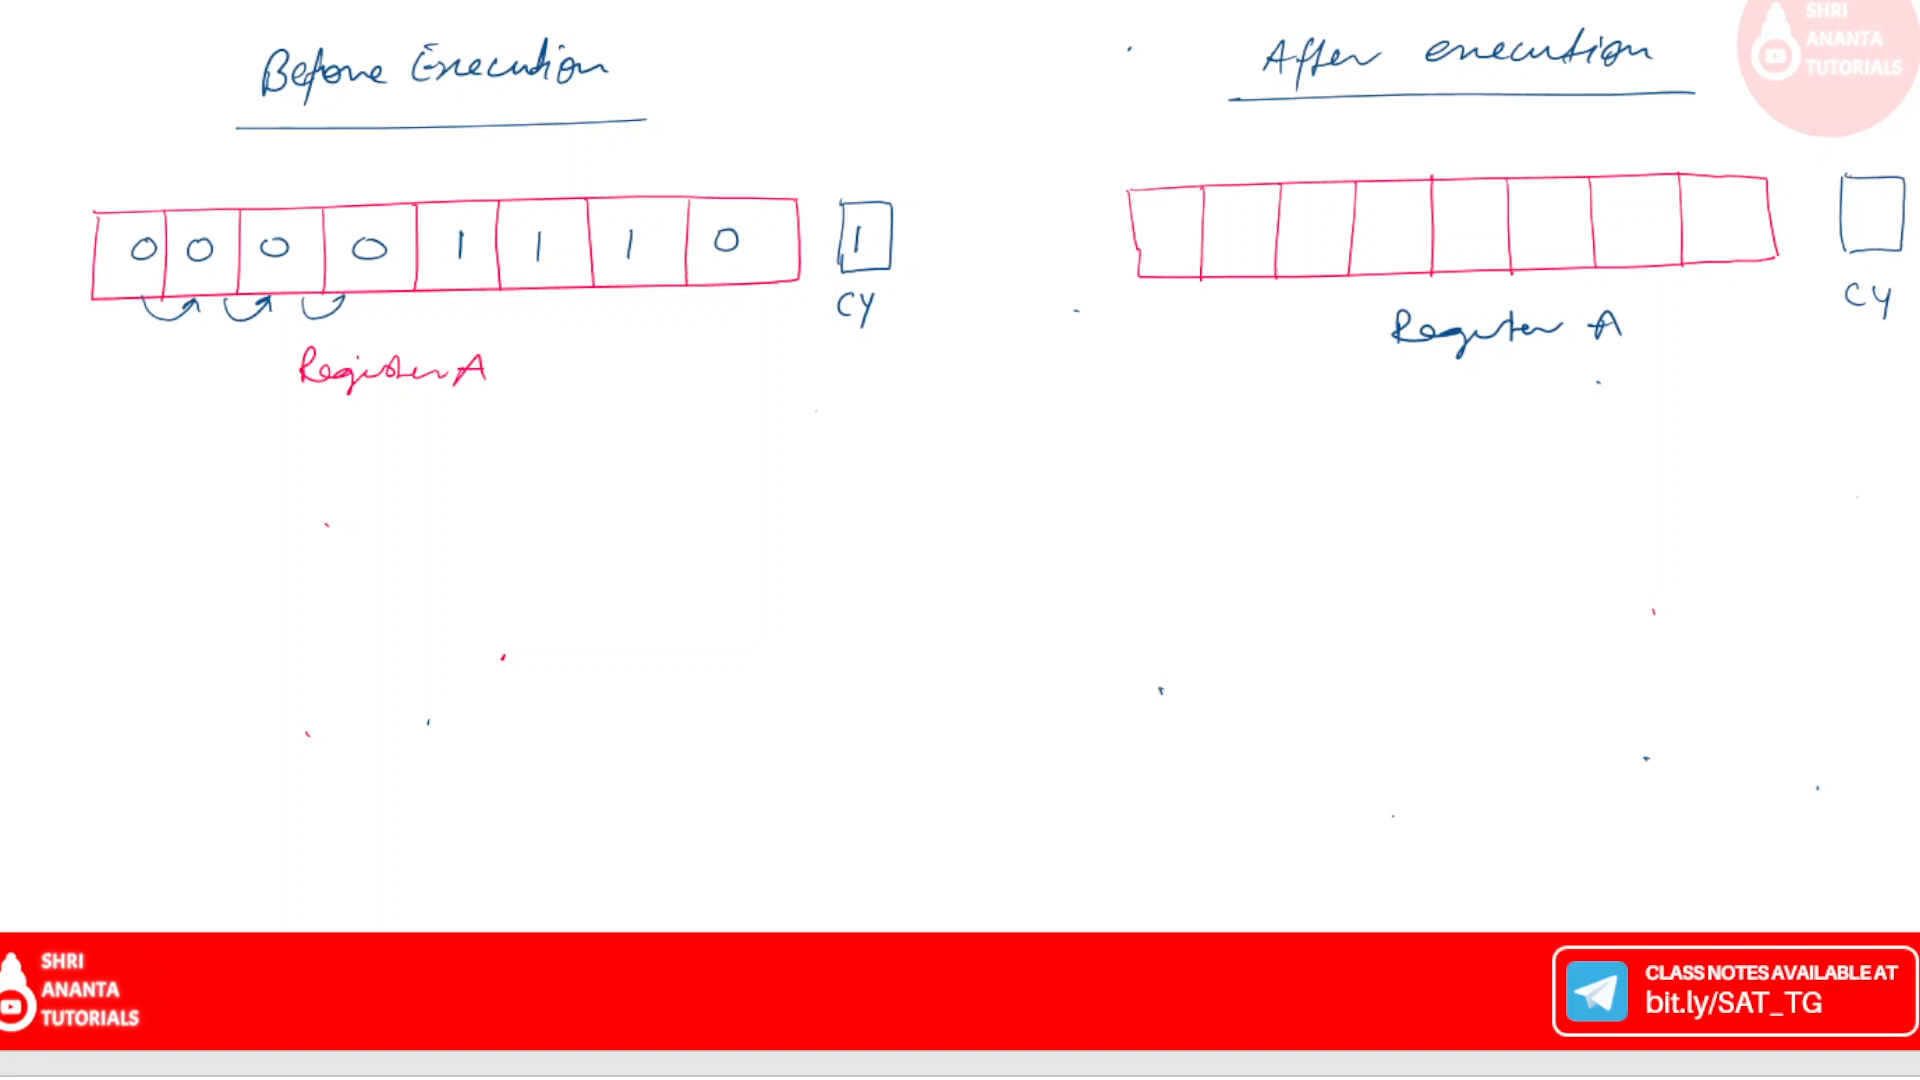 Before Execution
After execution
SHRI
ANANTA
TUTORIALS
0 0 0 0 1 1 1 0 1
CY
Register A
CY
Register A
SHRI
ANANTA
TUTORIALS
CLASS NOTES AVAILABLE AT
bit.ly/SAT_TG